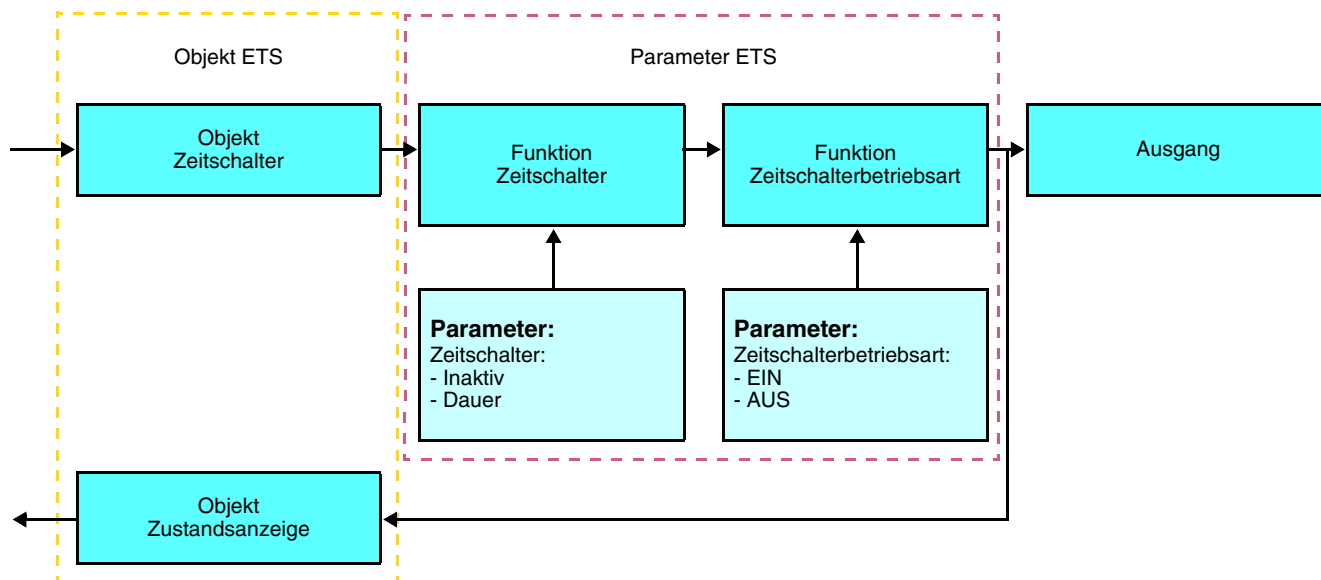 Objekt ETS
Parameter ETS
Objekt
Zeitschalter
Funktion
Zeitschalter
Funktion
Zeitschalterbetriebsart
Ausgang
Parameter:
Zeitschalter:
- Inaktiv
- Dauer
Parameter:
Zeitschalterbetriebsart:
- EIN
- AUS
Objekt
Zustandsanzeige